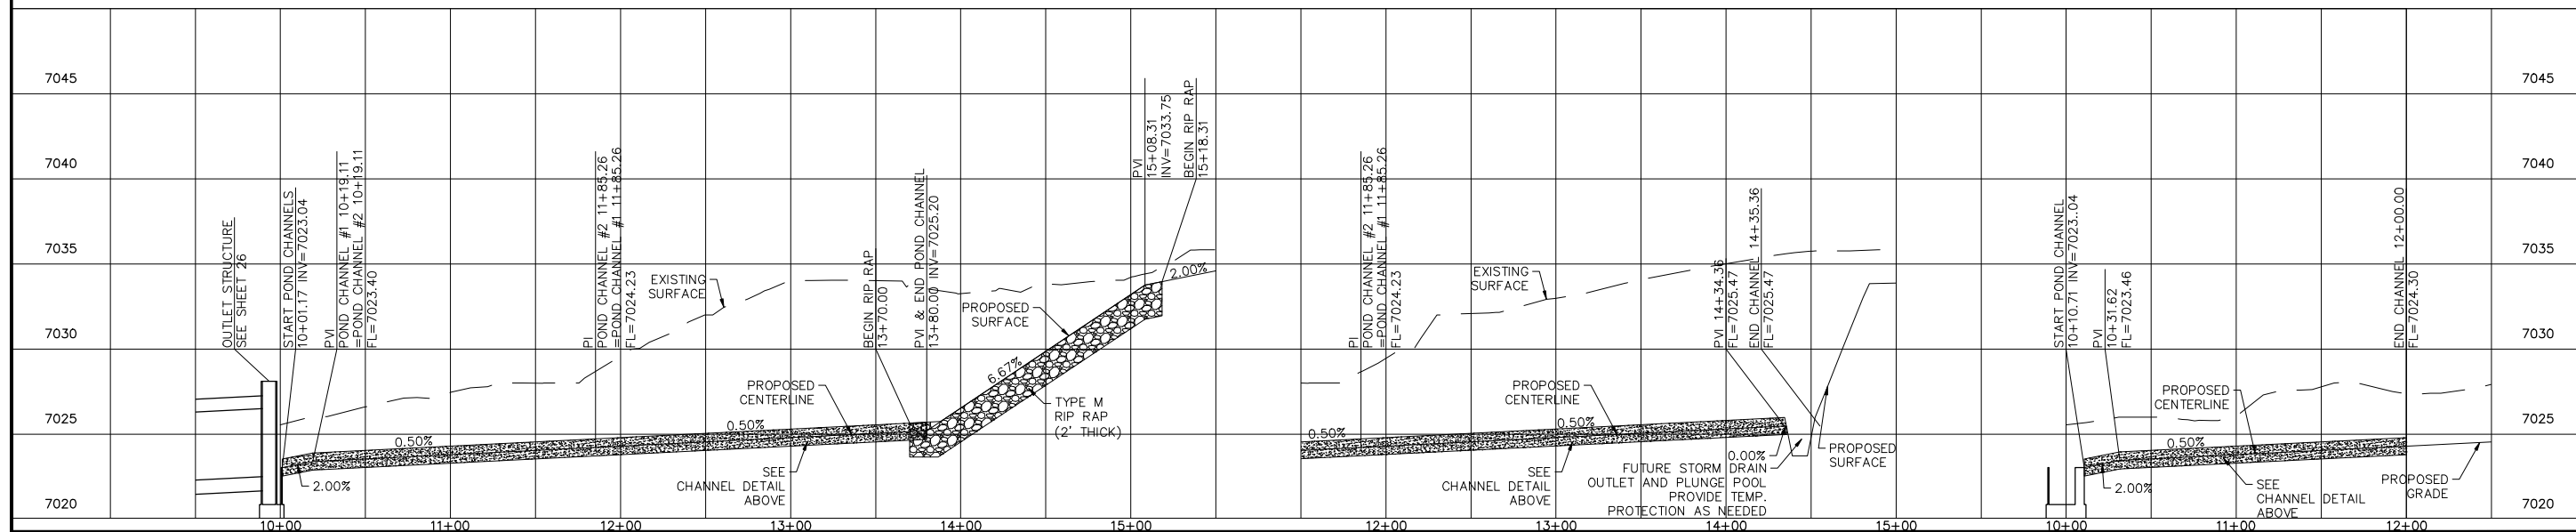 7045
7040
7035
7030
7025
7020
OUTLET STRUCTURE
SEE SHEET 26
START POND CHANNELS
10+01.17 INV=7023.04
PVI
POND CHANNEL #1 10+19.11
=POND CHANNEL #2 10+19.11
FL=7023.40
2.00%
0.50%
PI
POND CHANNEL #2 11+85.26
=POND CHANNEL #1 11+85.26
FL=7024.23
EXISTING
SURFACE
0.50%
PROPOSED
CENTERLINE
SEE
CHANNEL DETAIL
ABOVE
BEGIN RIP RAP
13+70.00
PVI & END POND CHANNEL
13+80.00 INV=7025.20
PROPOSED
SURFACE
6.67%
TYPE M
RIP RAP
(2' THICK)
PVI
15+08.31
INV=7033.75
BEGIN RIP RAP
15+18.31
2.00%
10+00
11+00
12+00
13+00
14+00
15+00
0.50%
PI
POND CHANNEL #2 11+85.26
=POND CHANNEL #1 11+85.26
FL=7024.23
EXISTING
SURFACE
PROPOSED
CENTERLINE
0.50%
SEE
CHANNEL DETAIL
ABOVE
PVI 14+34.36
FL=7025.47
END CHANNEL 14+35.36
FL=7025.47
0.00%
FUTURE STORM DRAIN
OUTLET AND PLUNGE POOL
PROVIDE TEMP.
PROTECTION AS NEEDED
PROPOSED
SURFACE
12+00
13+00
14+00
15+00
START POND CHANNEL
10+10.71 INV=7023..04
PVI
10+31.62
FL=7023.46
2.00%
PROPOSED
CENTERLINE
0.50%
SEE
CHANNEL DETAIL
ABOVE
END CHANNEL 12+00.00
FL=7024.30
PROPOSED
GRADE
10+00
11+00
12+00
7045
7040
7035
7030
7025
7020